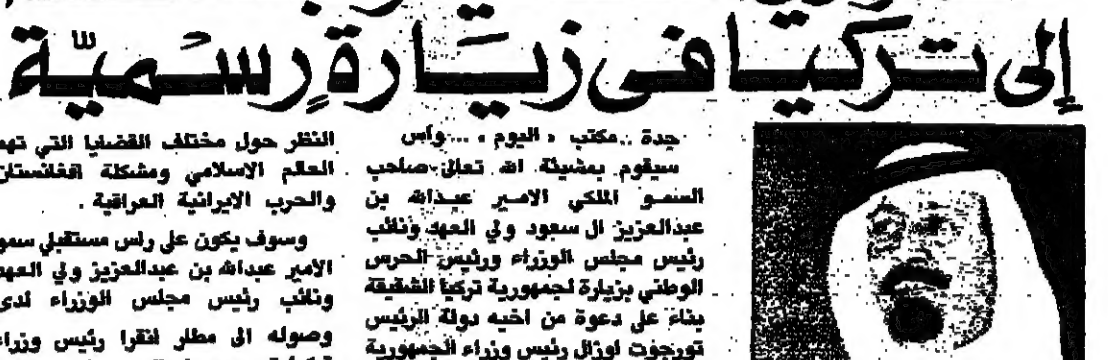 إلى تركيا في زيارة رسمية
جدة .. مكتب « اليوم » ... واس
سيقوم بمشيئة الله تعالى صاحب
السمو الملكي الامير عبدالله بن
عبدالعزيز ال سعود ولي العهد ونائب
رئيس مجلس الوزراء ورئيس الحرس
الوطني بزيارة لجمهورية تركيا الشقيقة
بناء على دعوة من اخيه دولة الرئيس
تورجوت اوزال رئيس وزراء الجمهورية
النظر حول مختلف القضايا التي تهم
العالم الاسلامي ومشكلة افغانستان
والحرب الايرانية العراقية .
وسوف يكون على راس مستقبلي سمو
الامير عبدالله بن عبدالعزيز ولي العهد
ونائب رئيس مجلس الوزراء لدى
وصوله الى مطار انقرا رئيس وزراء